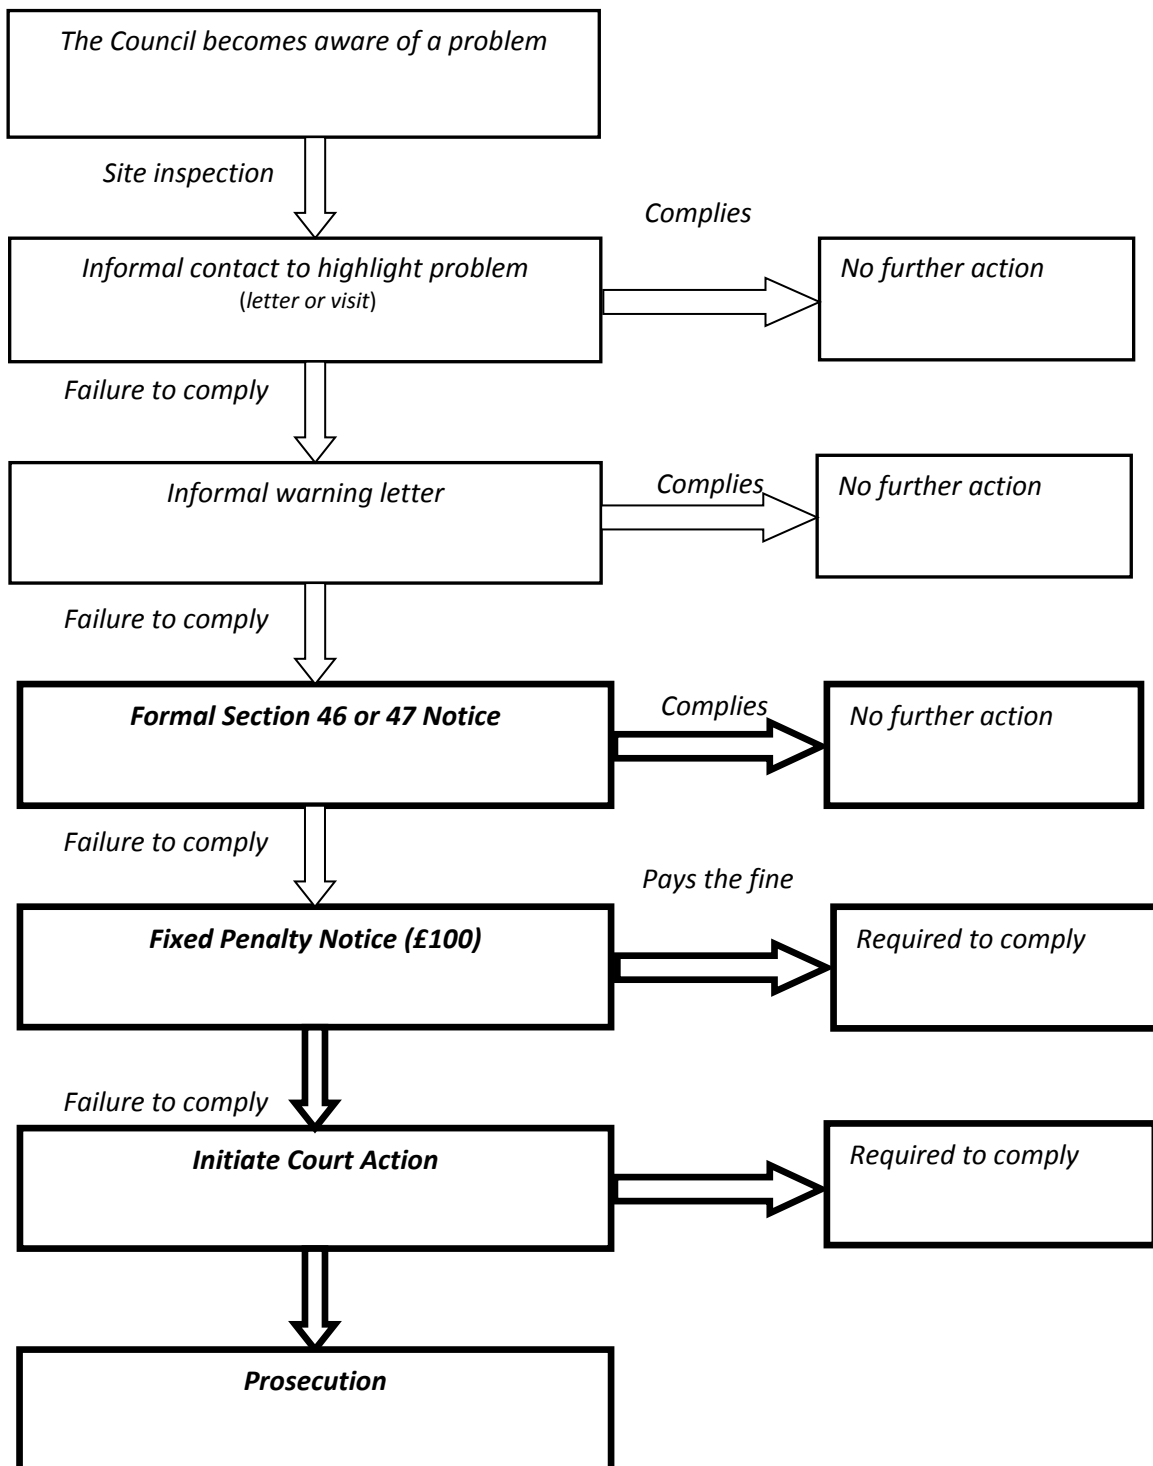 The Council becomes aware of a problem
Site inspection
Complies
Informal contact to highlight problem
(letter or visit)
No further action
Failure to comply
Informal warning letter
Complies
No further action
Failure to comply
Formal Section 46 or 47 Notice
Complies
No further action
Failure to comply
Pays the fine
Fixed Penalty Notice (£100)
Required to comply
Failure to comply
Initiate Court Action
Required to comply
Prosecution